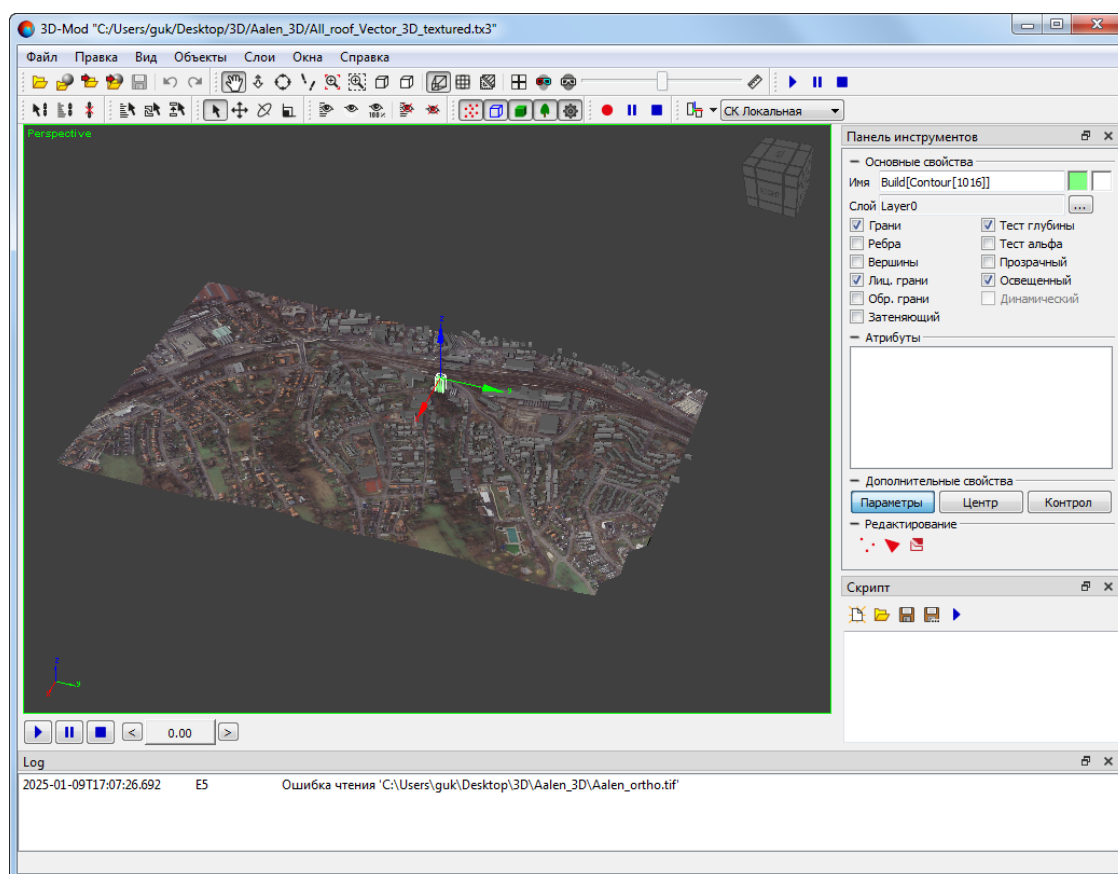 3D-Mod "C:/Users/guk/Desktop/3D/Aalen_3D/All_roof_Vector_3D_textured.tx3"
Файл Правка Вид Объекты Слои Окна Справка
100%
СК Локальная
Perspective
Панель инструментов
Основные свойства
Имя Build[Contour[1016]]
Слой Layer0 ...
Грани Тест глубины
Ребра Тест альфа
Вершины Прозрачный
Лиц. грани Освещенный
Обр. грани Динамический
Затеняющий
Атрибуты
Дополнительные свойства
Параметры Центр Контрол
Редактирование
Скрипт
z
y
z
y
< 0.00 >
Log
2025-01-09T17:07:26.692 E5 Ошибка чтения 'C:\Users\guk\Desktop\3D\Aalen_3D\Aalen_ortho.tif'